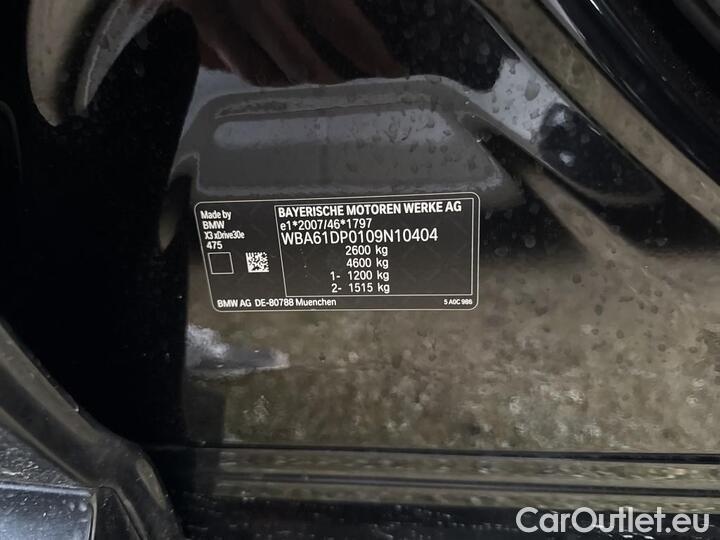 Made by
BMW
X3 xDrive30e
475
BAYERISCHE MOTOREN WERKE AG
e1*2007/46*1797
WBA61DP0109N10404
2600 kg
4600 kg
1- 1200 kg
2- 1515 kg
BMW AG DE-80788 Muenchen
5 A0C 986
CarOutlet.eu